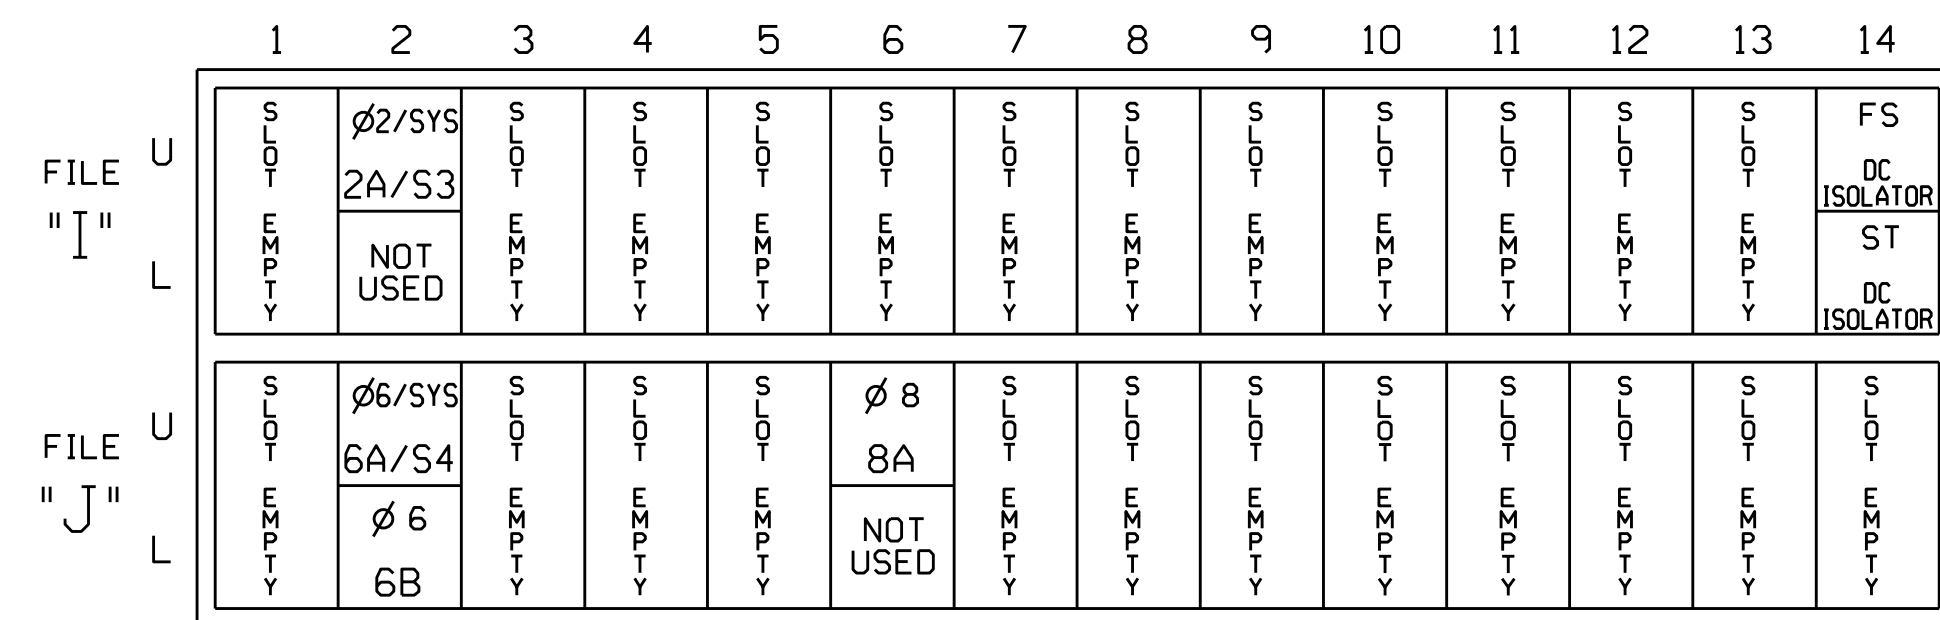 1 2 3 4 5 6 7 8 9 10 11 12 13 14
FILE
"I"
U
L
SLOT EMPTY
Ø2/SYS
2A/S3
NOT
USED
SLOT EMPTY
SLOT EMPTY
SLOT EMPTY
SLOT EMPTY
SLOT EMPTY
SLOT EMPTY
SLOT EMPTY
SLOT EMPTY
SLOT EMPTY
SLOT EMPTY
SLOT EMPTY
FS
DC
ISOLATOR
ST
DC
ISOLATOR
FILE
"J"
U
L
SLOT EMPTY
Ø6/SYS
6A/S4
Ø 6
6B
SLOT EMPTY
SLOT EMPTY
SLOT EMPTY
Ø 8
8A
NOT
USED
SLOT EMPTY
SLOT EMPTY
SLOT EMPTY
SLOT EMPTY
SLOT EMPTY
SLOT EMPTY
SLOT EMPTY
SLOT EMPTY